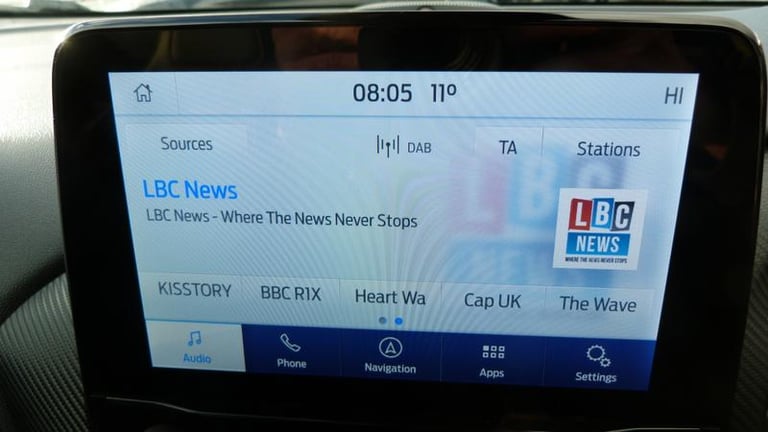 08:05 11º HI
Sources DAB TA Stations
LBC News
LBC News - Where The News Never Stops
LBC
NEWS
WHERE THE NEWS NEVER STOPS
KISSTORY BBC R1X Heart Wa Cap UK The Wave
Audio Phone Navigation Apps Settings